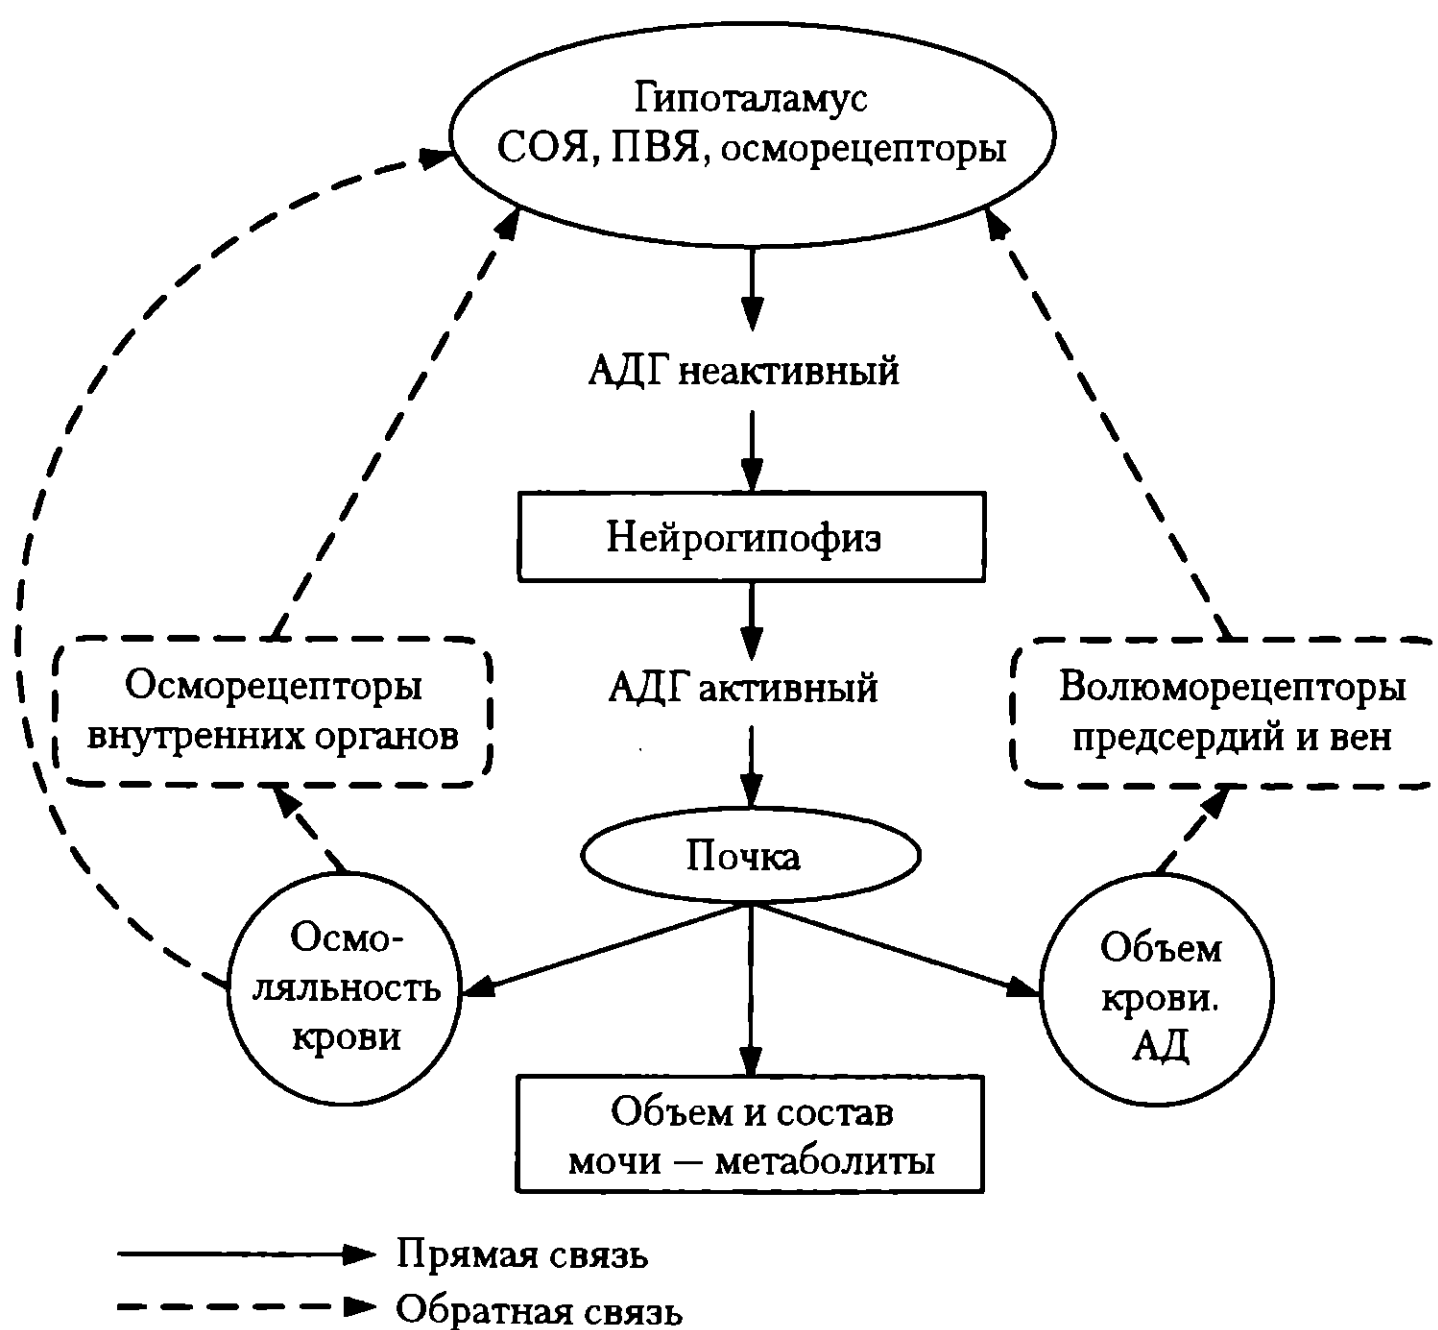 Гипоталамус
СОЯ, ПВЯ, осморецепторы
АДГ неактивный
Нейрогипофиз
АДГ активный
Осморецепторы
внутренних органов
Волюморецепторы
предсердий и вен
Почка
Осмо-
ляльность
крови
Объем
крови.
АД
Объем и состав
мочи — метаболиты
Прямая связь
Обратная связь